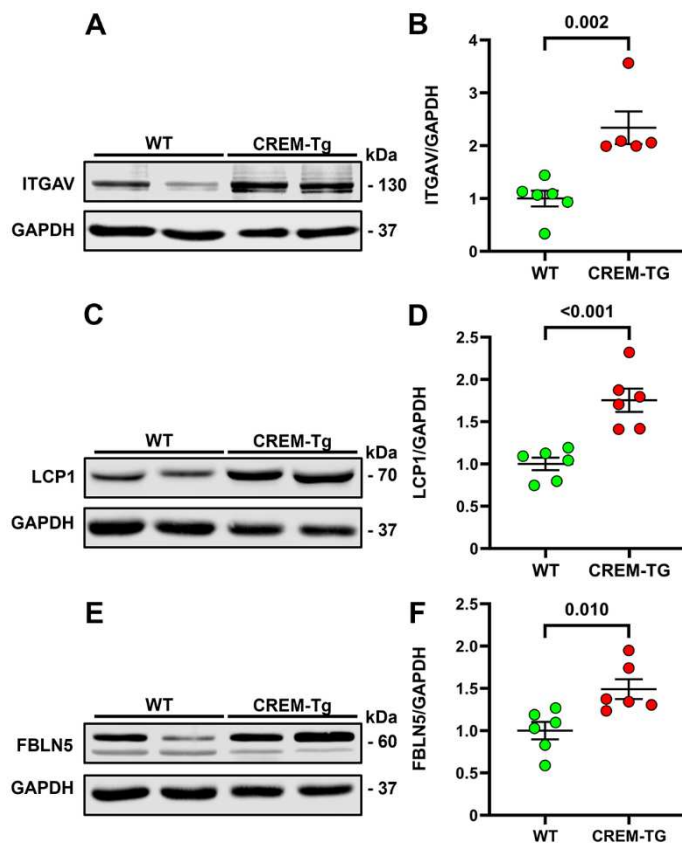 A
WT CREM-Tg
kDa
ITGAV - 130
GAPDH - 37
B
0.002
ITGAV/GAPDH
4
3
2
1
0
WT CREM-TG
C
WT CREM-Tg
kDa
LCP1 - 70
GAPDH - 37
D
<0.001
LCP1/GAPDH
2.5
2.0
1.5
1.0
0.5
0.0
WT CREM-TG
E
WT CREM-Tg
kDa
FBLN5 - 60
GAPDH - 37
F
0.010
FBLN5/GAPDH
2.5
2.0
1.5
1.0
0.5
0.0
WT CREM-TG